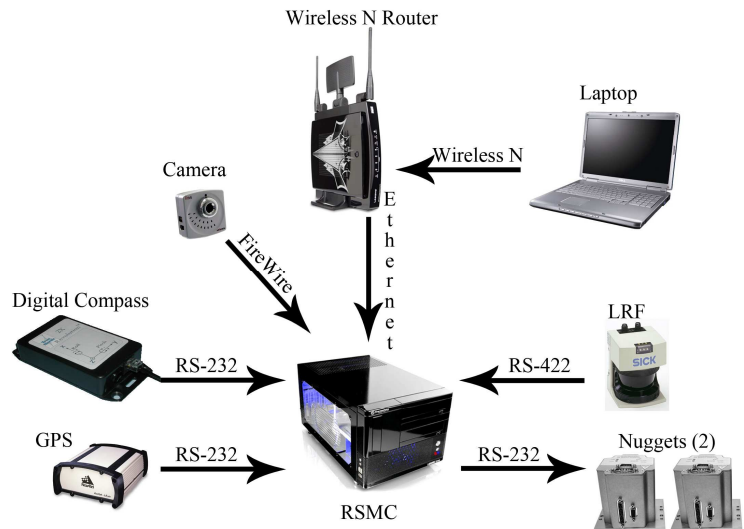 Wireless N Router
Laptop
Wireless N
Camera
Ethernet
FireWire
Digital Compass
LRF
SICK
RS-232
RS-422
GPS
RS-232
RS-232
Nuggets (2)
RSMC